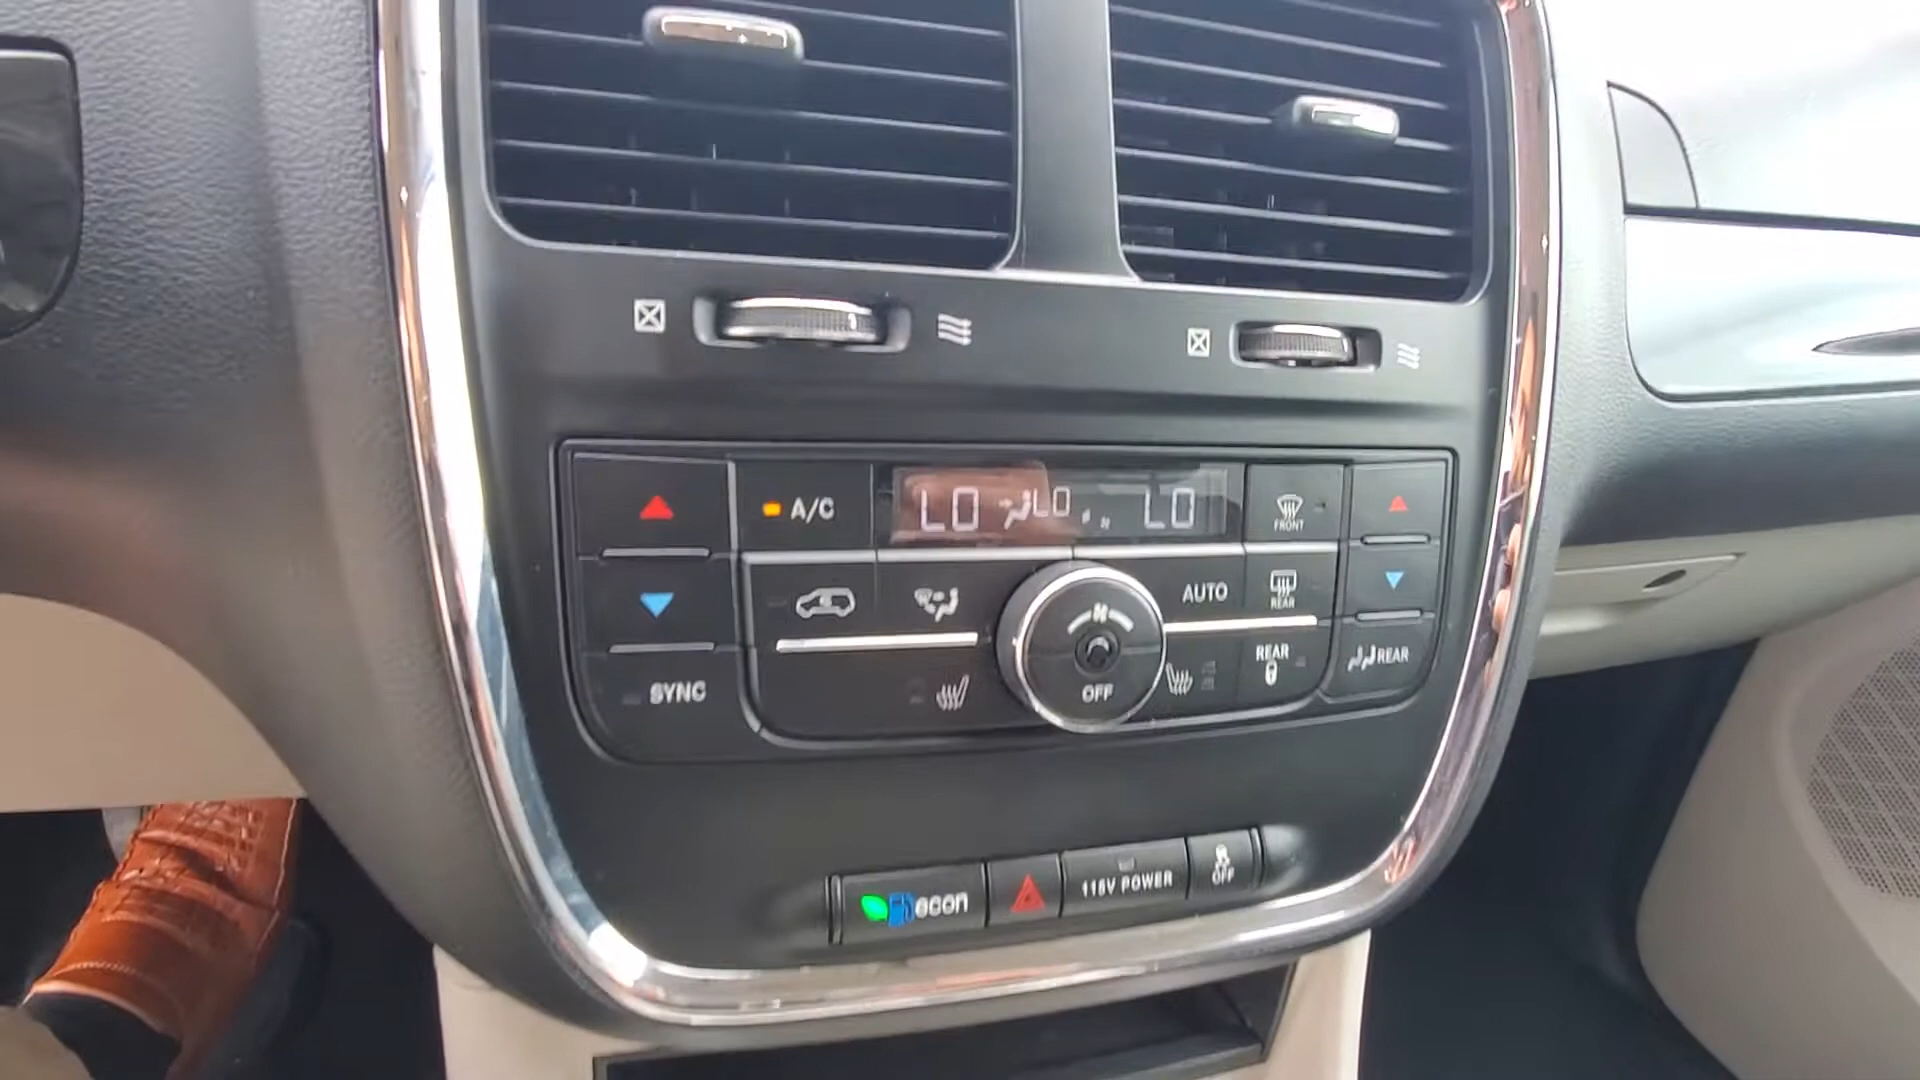 A/C
LO LO LO
FRONT
AUTO
REAR
SYNC
OFF
REAR
REAR
econ
115V POWER
OFF